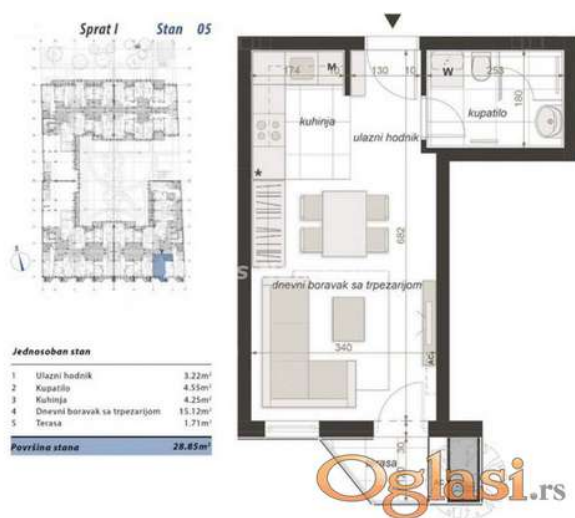 Sprat I Stan 05
174 10 130 10 M W 253
180
kuhinja
ulazni hodnik
kupatilo
*
682
dnevni boravak sa trpezarijom
340
AC
30
Jednosoban stan
1 Ulazni hodnik 3.22m²
2 Kupatilo 4.55m²
3 Kuhinja 4.25m²
4 Dnevni boravak sa trpezarijom 15.12m²
5 Terasa 1.71m²
Površina stana 28.85m²
Oglasi.rs